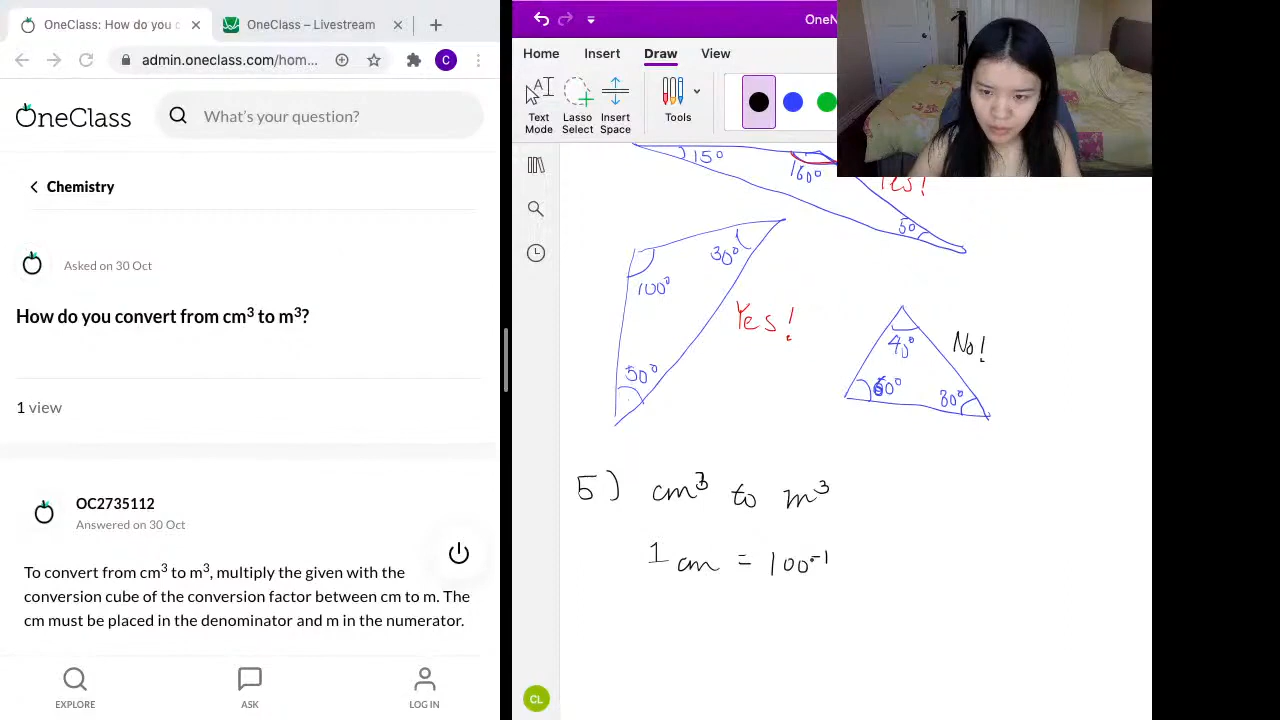 OneClass: How do you c
OneClass – Livestream
admin.oneclass.com/hom...
C
OneClass
What's your question?
Chemistry
Asked on 30 Oct
How do you convert from cm³ to m³?
1 view
OC2735112
Answered on 30 Oct
To convert from cm³ to m³, multiply the given with the
conversion cube of the conversion factor between cm to m. The
cm must be placed in the denominator and m in the numerator.
EXPLORE
ASK
LOG IN
OneN
Home Insert Draw View
Text Mode
Lasso Select
Insert Space
Tools
15°
160°
Yes!
5°
30°
100°
50°
Yes!
40°
No!
80°
5) cm³ to m³
1 cm = 100⁻¹
CL